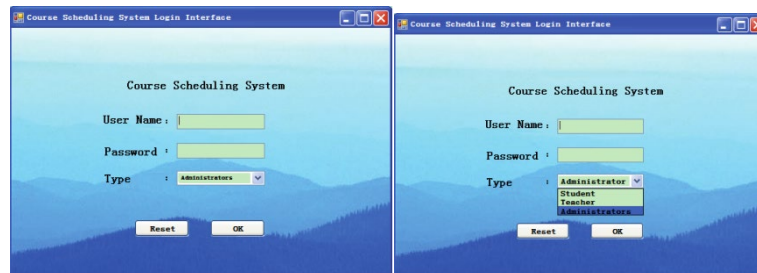 Course Scheduling System Login Interface
Course Scheduling System
User Name :
Password :
Type : Administrators
Reset OK
Course Scheduling System Login Interface
Course Scheduling System
User Name :
Password :
Type : Administrator
Student
Teacher
Administrators
Reset OK